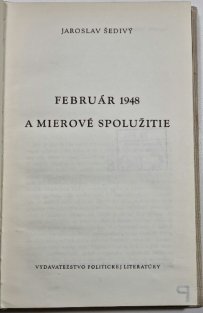 JAROSLAV ŠEDIVÝ
FEBRUÁR 1948
A MIEROVÉ SPOLUŽITIE
VYDAVATEĽSTVO POLITICKEJ LITERATÚRY
P